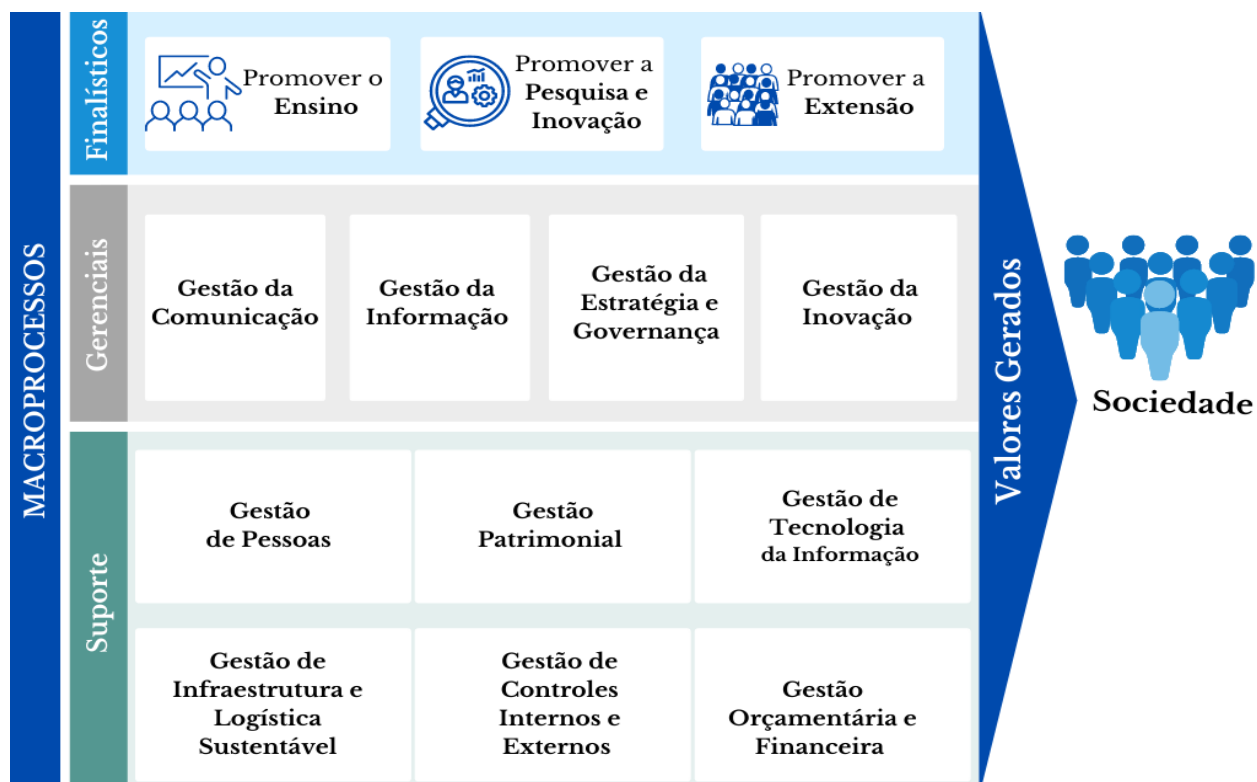 MACROPROCESSOS
Finalísticos
Promover o
Ensino
Promover a
Pesquisa e
Inovação
Promover a
Extensão
Gerenciais
Gestão da
Comunicação
Gestão da
Informação
Gestão da
Estratégia e
Governança
Gestão da
Inovação
Suporte
Gestão
de Pessoas
Gestão
Patrimonial
Gestão de
Tecnologia
da Informação
Gestão de
Infraestrutura e
Logística
Sustentável
Gestão de
Controles
Internos e
Externos
Gestão
Orçamentária e
Financeira
Valores Gerados
Sociedade